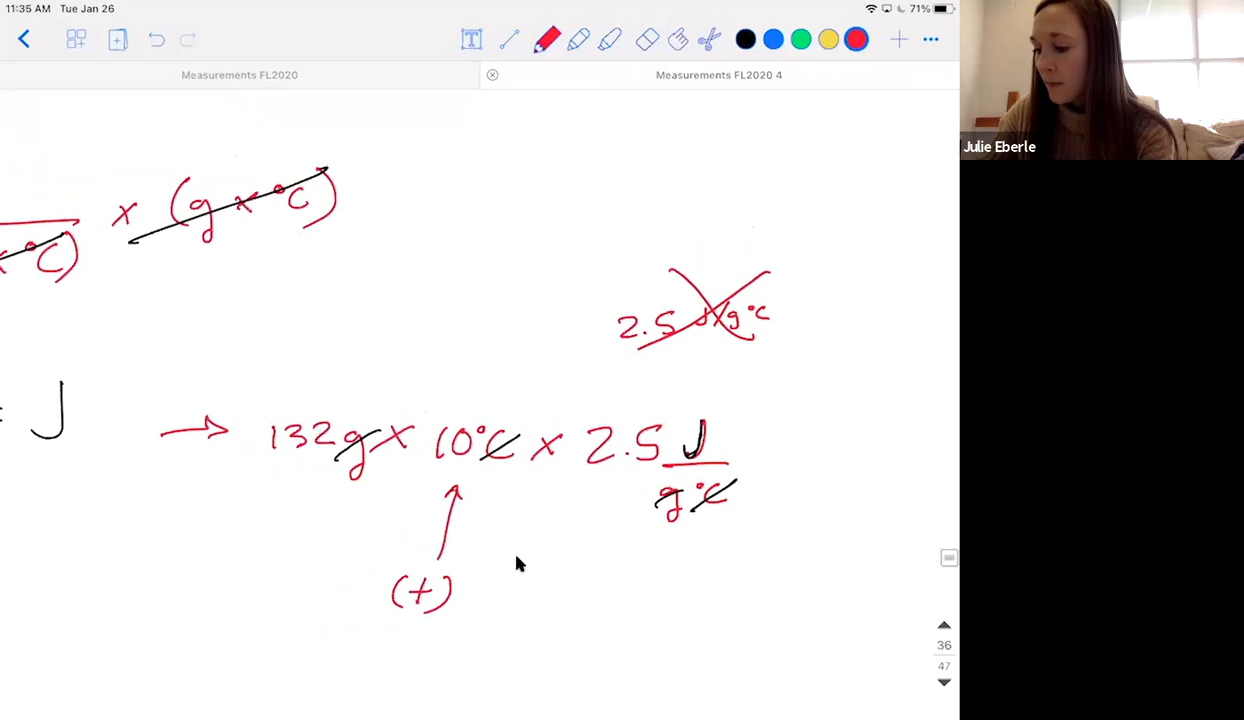 11:35 AM Tue Jan 26
71%
Measurements FL2020
Measurements FL2020 4
Julie Eberle
x (g x °C)
x °C)
2.5 J/g°C
= J → 132g x 10°C x 2.5 J
g °C
(+)
36
47